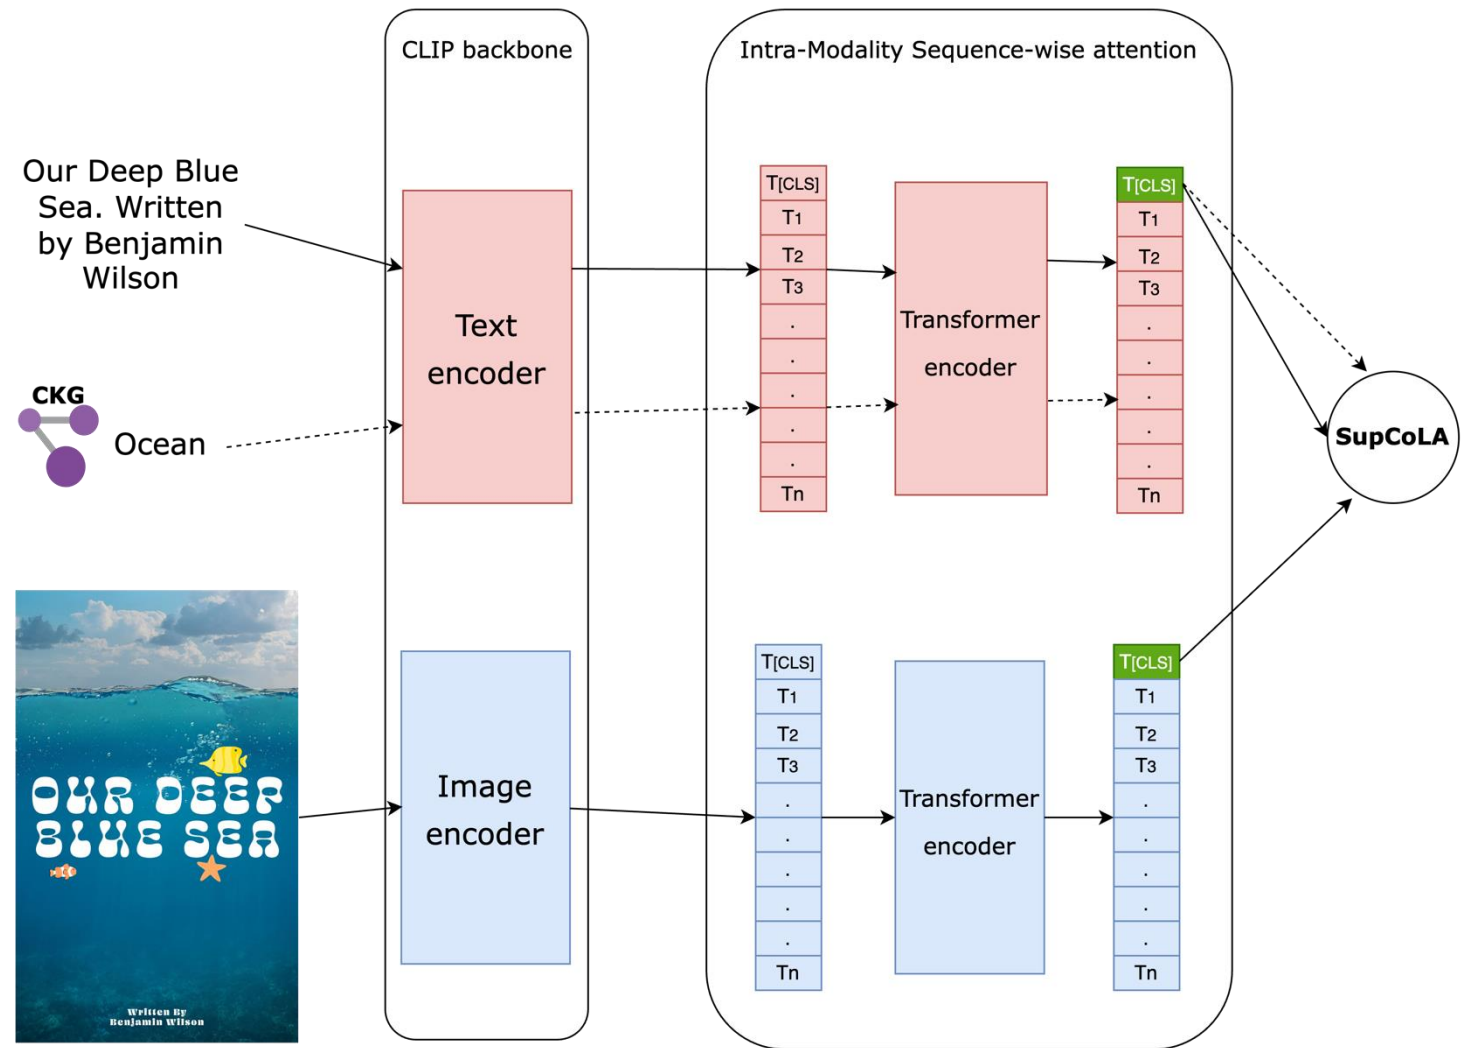 CLIP backbone
Intra-Modality Sequence-wise attention
Our Deep Blue
Sea. Written
by Benjamin
Wilson
CKG
Ocean
Text
encoder
T[CLS]
T1
T2
T3
.
.
.
.
.
Tn
Transformer
encoder
T[CLS]
T1
T2
T3
.
.
.
.
.
Tn
SupCoLA
OUR DEEP
BLUE SEA
Written By
Benjamin Wilson
Image
encoder
T[CLS]
T1
T2
T3
.
.
.
.
.
Tn
Transformer
encoder
T[CLS]
T1
T2
T3
.
.
.
.
.
Tn